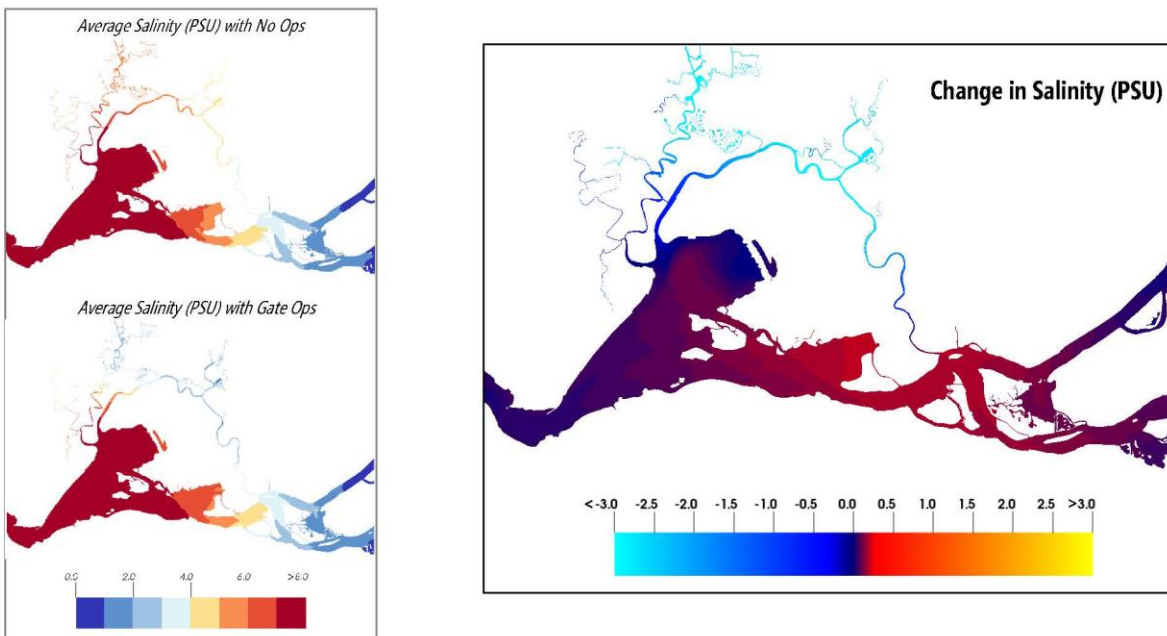 Average Salinity (PSU) with No Ops
Average Salinity (PSU) with Gate Ops
0.0 2.0 4.0 6.0 >8.0
Change in Salinity (PSU)
<-3.0 -2.5 -2.0 -1.5 -1.0 -0.5 0.0 0.5 1.0 1.5 2.0 2.5 >3.0